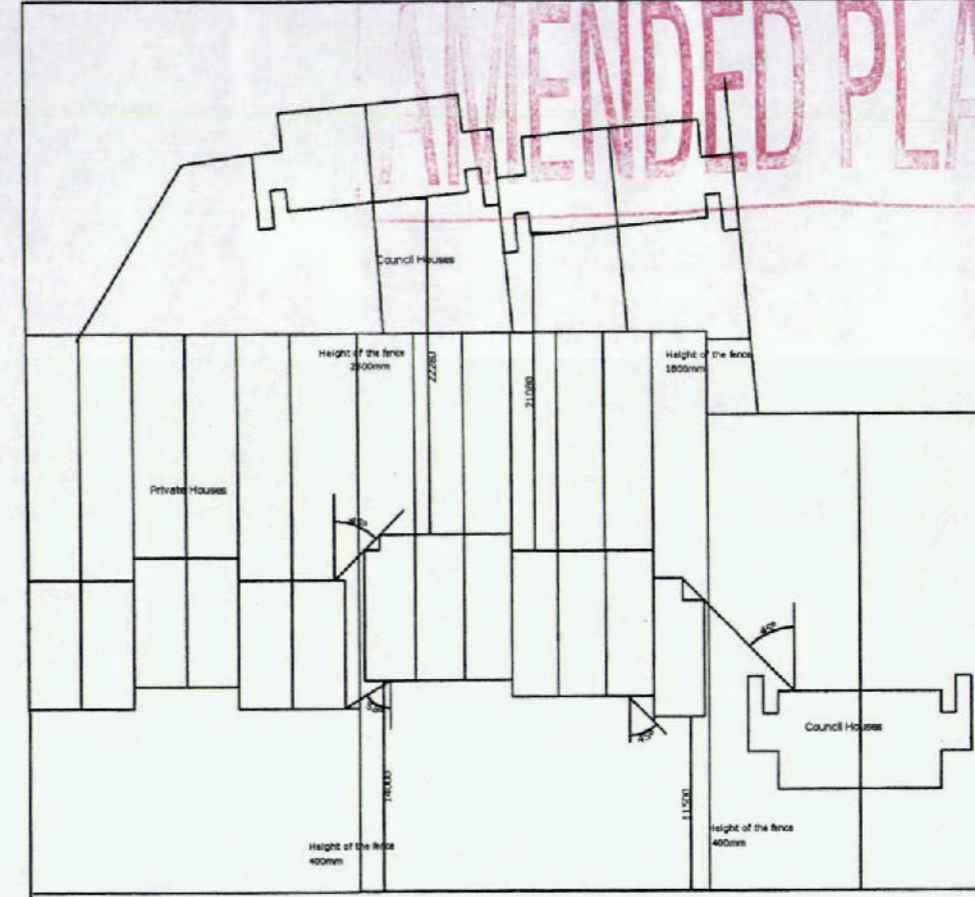 AMENDED PLA
Council Houses
Height of the fence
2500mm
22280
Height of the fence
1800mm
21080
Private Houses
45°
45°
Council Houses
45°
14000
11500
Height of the fence
400mm
Height of the fence
400mm